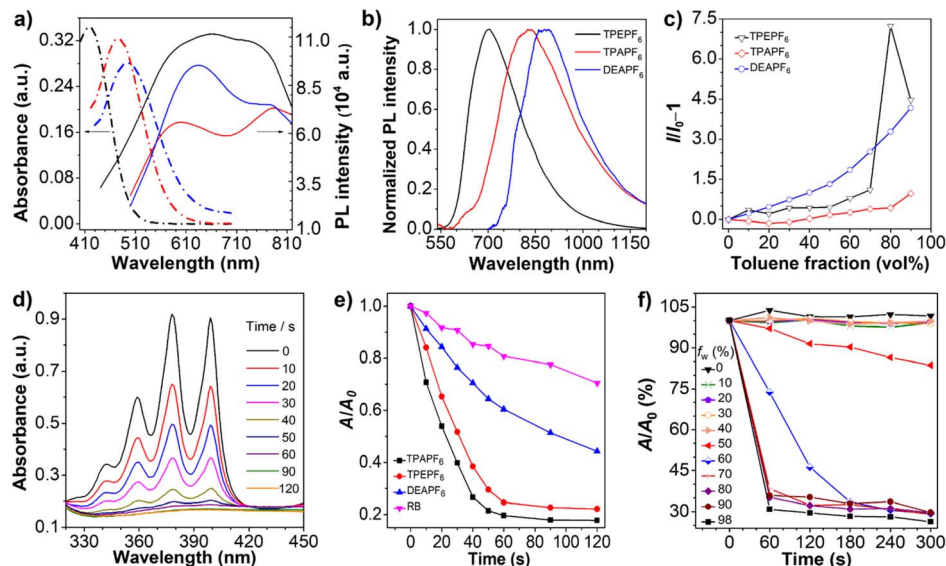 a)
Absorbance (a.u.)
0.32
0.24
0.16
0.08
0.00
11.0
9.0
7.5
6.0
4.5
2.5
1.0
PL intensity (10⁴ a.u.)
410 510 610 710 810
Wavelength (nm)
b)
Normalized PL intensity
1.0
0.8
0.6
0.4
0.2
0.0
TPEPF₆
TPAPF₆
DEAPF₆
550 700 850 1000 1150
Wavelength (nm)
c)
I/I₀–1
7.5
6.0
4.5
3.0
1.5
0.0
TPEPF₆
TPAPF₆
DEAPF₆
0 20 40 60 80 100
Toluene fraction (vol%)
d)
Absorbance (a.u.)
0.9
0.7
0.5
0.3
0.1
Time / s
0
10
20
30
40
50
60
90
120
330 360 390 420 450
Wavelength (nm)
e)
A/A₀
1.0
0.8
0.6
0.4
0.2
TPAPF₆
TPEPF₆
DEAPF₆
RB
0 20 40 60 80 100 120
Time (s)
f)
A/A₀ (%)
105
90
75
60
45
30
f_w (%)
0
10
20
30
40
50
60
70
80
90
98
0 60 120 180 240 300
Time (s)